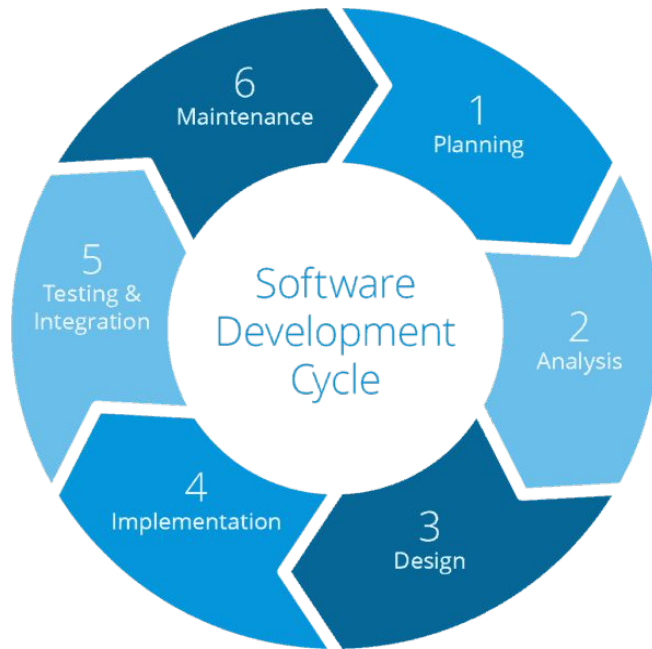 Software
Development
Cycle
1
Planning
2
Analysis
3
Design
4
Implementation
5
Testing &
Integration
6
Maintenance